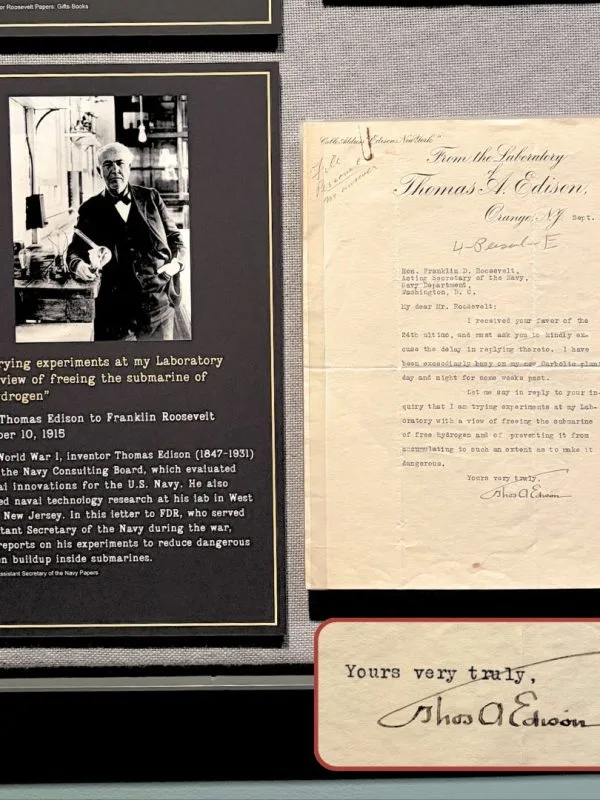 or Roosevelt Papers: Gifts-Books
rying experiments at my Laboratory
view of freeing the submarine of
drogen"
Thomas Edison to Franklin Roosevelt
ber 10, 1915
World War I, inventor Thomas Edison (1847-1931)
the Navy Consulting Board, which evaluated
al innovations for the U.S. Navy. He also
ed naval technology research at his lab in West
New Jersey. In this letter to FDR, who served
tant Secretary of the Navy during the war,
reports on his experiments to reduce dangerous
n buildup inside submarines.
Assistant Secretary of the Navy Papers
"Edison, New York"
File
Personal
From the Laboratory
of
Thomas A. Edison,
Orange, N.J. Sept.
Hon. Franklin D. Roosevelt,
Acting Secretary of the Navy,
Navy Department,
Washington, D. C.
My dear Mr. Roosevelt:
I received your favor of the
24th ultimo, and must ask you to kindly ex-
cuse the delay in replying thereto. I have
been exceedingly busy on my new Carbolic plant
day and night for some weeks past.
Let me say in reply to your in-
quiry that I am trying experiments at my Lab-
oratory with a view of freeing the submarine
of free hydrogen and of preventing it from
accumulating to such an extent as to make it
dangerous.
Yours very truly,
Thos A Edison
Yours very truly,
Thos A Edison